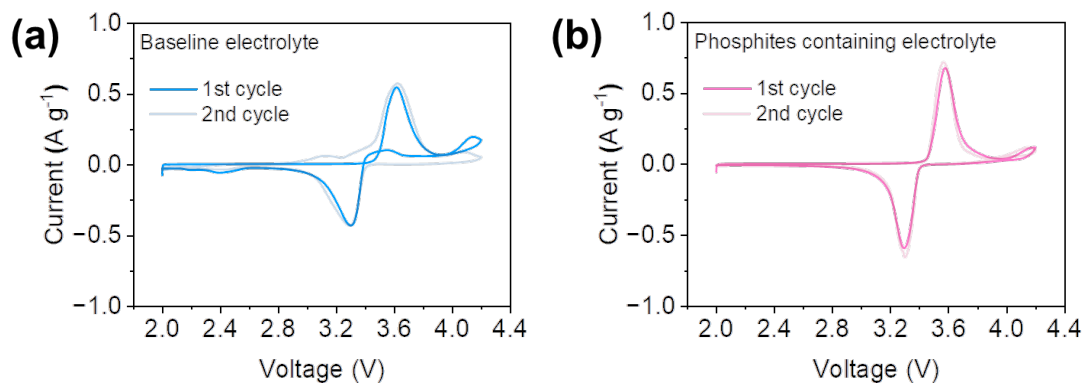 (a)
Baseline electrolyte
1st cycle
2nd cycle
Current (A g⁻¹)
1.0
0.5
0.0
−0.5
−1.0
2.0 2.4 2.8 3.2 3.6 4.0 4.4
Voltage (V)
(b)
Phosphites containing electrolyte
1st cycle
2nd cycle
Current (A g⁻¹)
1.0
0.5
0.0
−0.5
−1.0
2.0 2.4 2.8 3.2 3.6 4.0 4.4
Voltage (V)